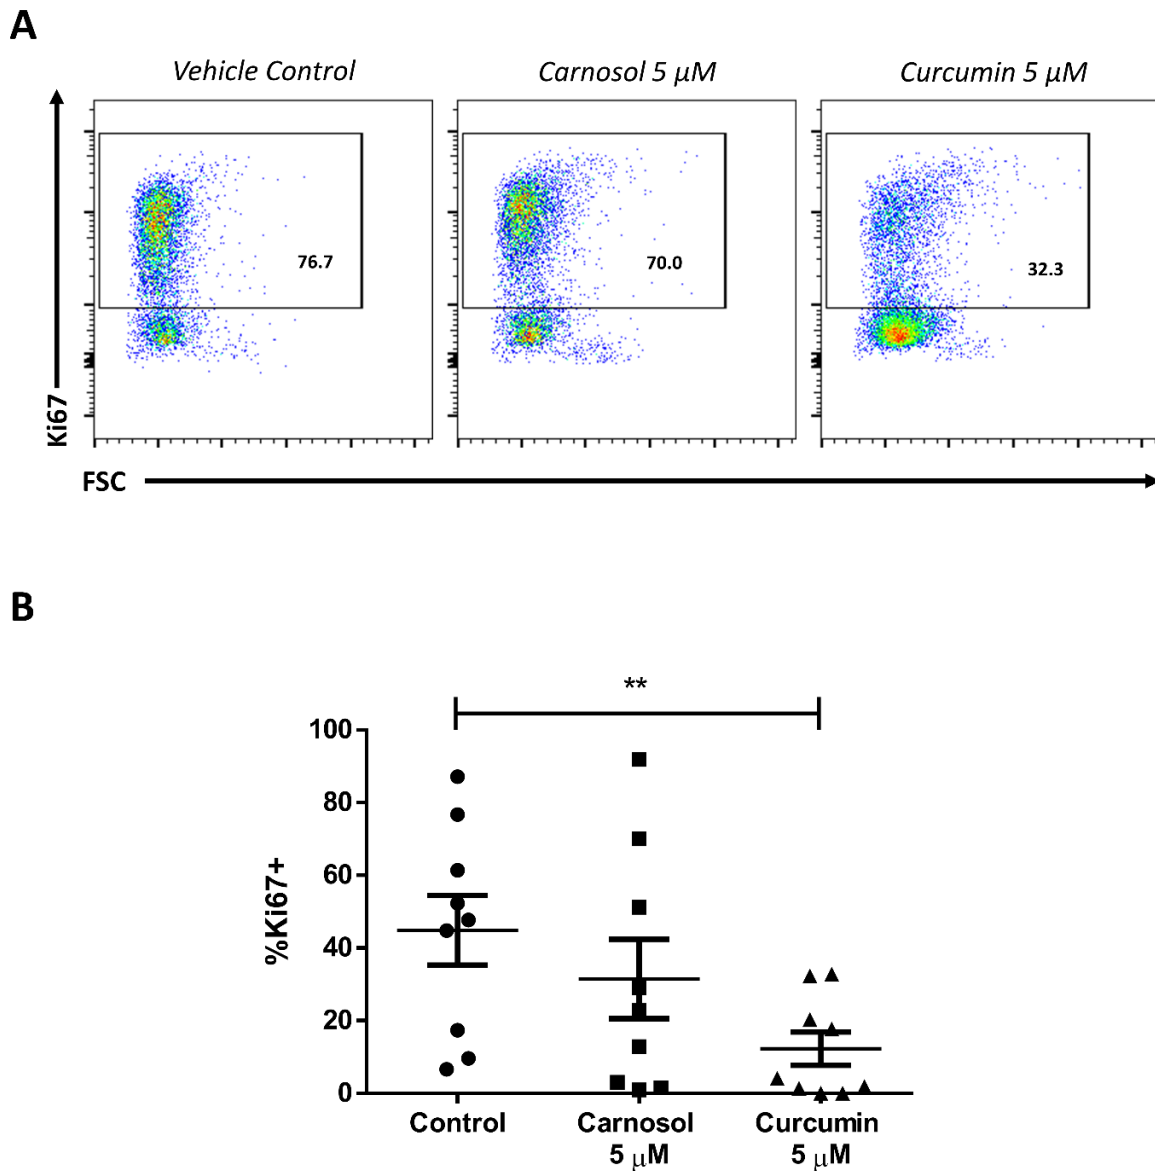 A
Vehicle Control
Carnosol 5 μM
Curcumin 5 μM
Ki67
76.7
70.0
32.3
FSC
B
**
%Ki67+
100
80
60
40
20
0
Control
Carnosol
5 μM
Curcumin
5 μM